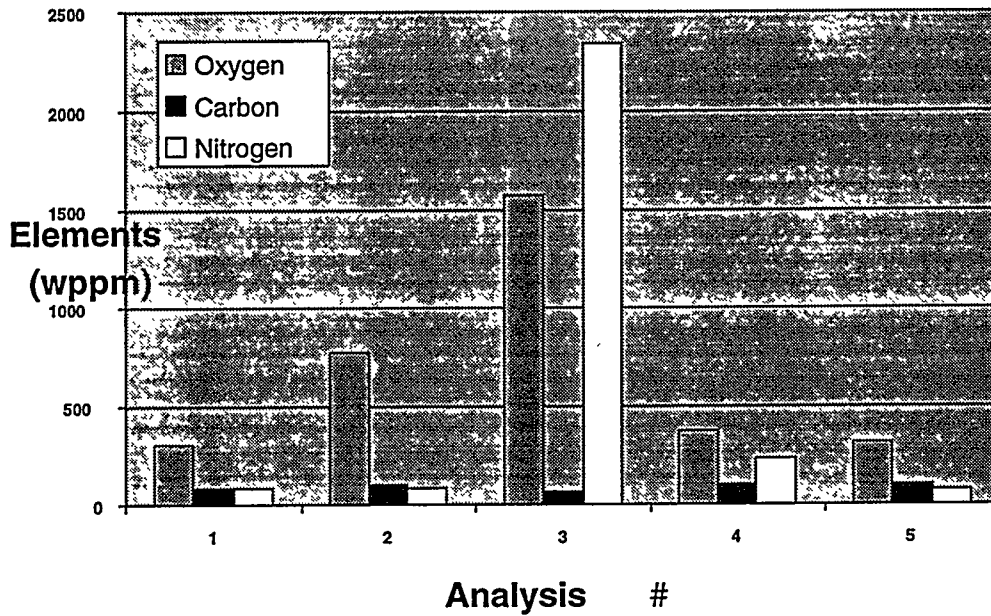 2500
2000
1500
1000
500
0
Oxygen
Carbon
Nitrogen
Elements
(wppm)
1 2 3 4 5
Analysis #